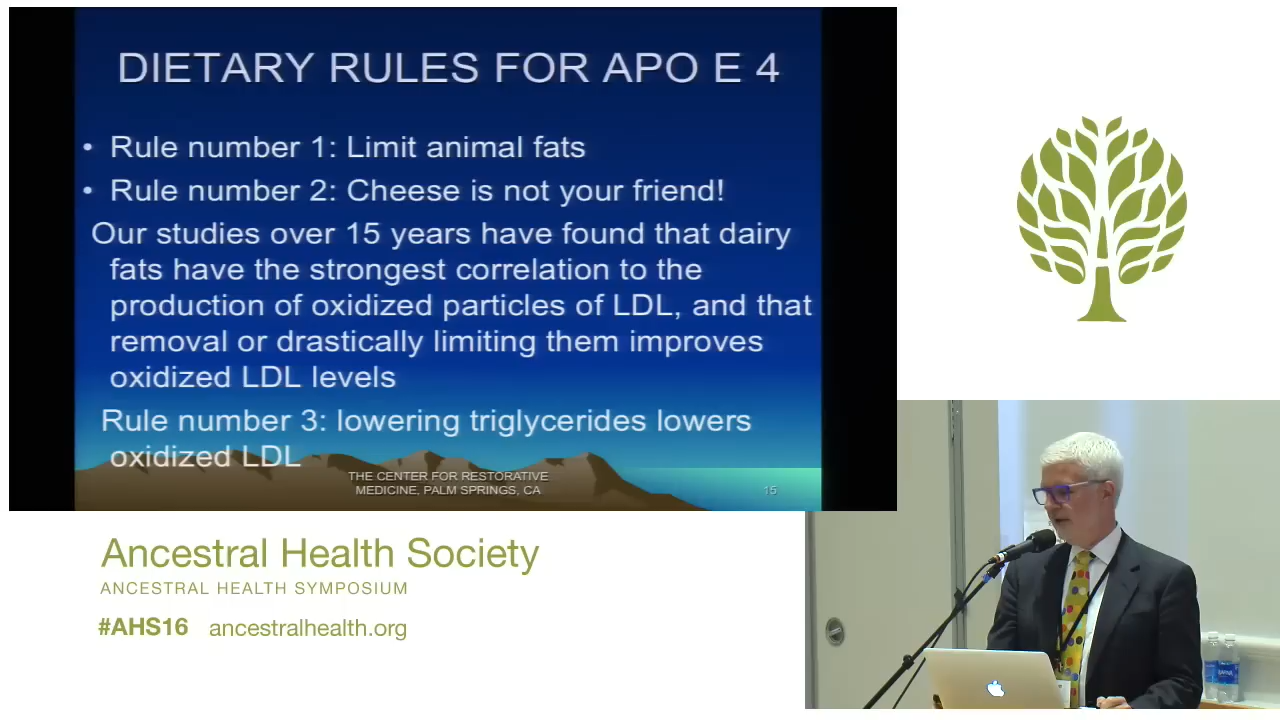 DIETARY RULES FOR APO E 4
• Rule number 1: Limit animal fats
• Rule number 2: Cheese is not your friend!
Our studies over 15 years have found that dairy
fats have the strongest correlation to the
production of oxidized particles of LDL, and that
removal or drastically limiting them improves
oxidized LDL levels
Rule number 3: lowering triglycerides lowers
oxidized LDL
THE CENTER FOR RESTORATIVE
MEDICINE, PALM SPRINGS, CA
15
Ancestral Health Society
ANCESTRAL HEALTH SYMPOSIUM
#AHS16 ancestralhealth.org